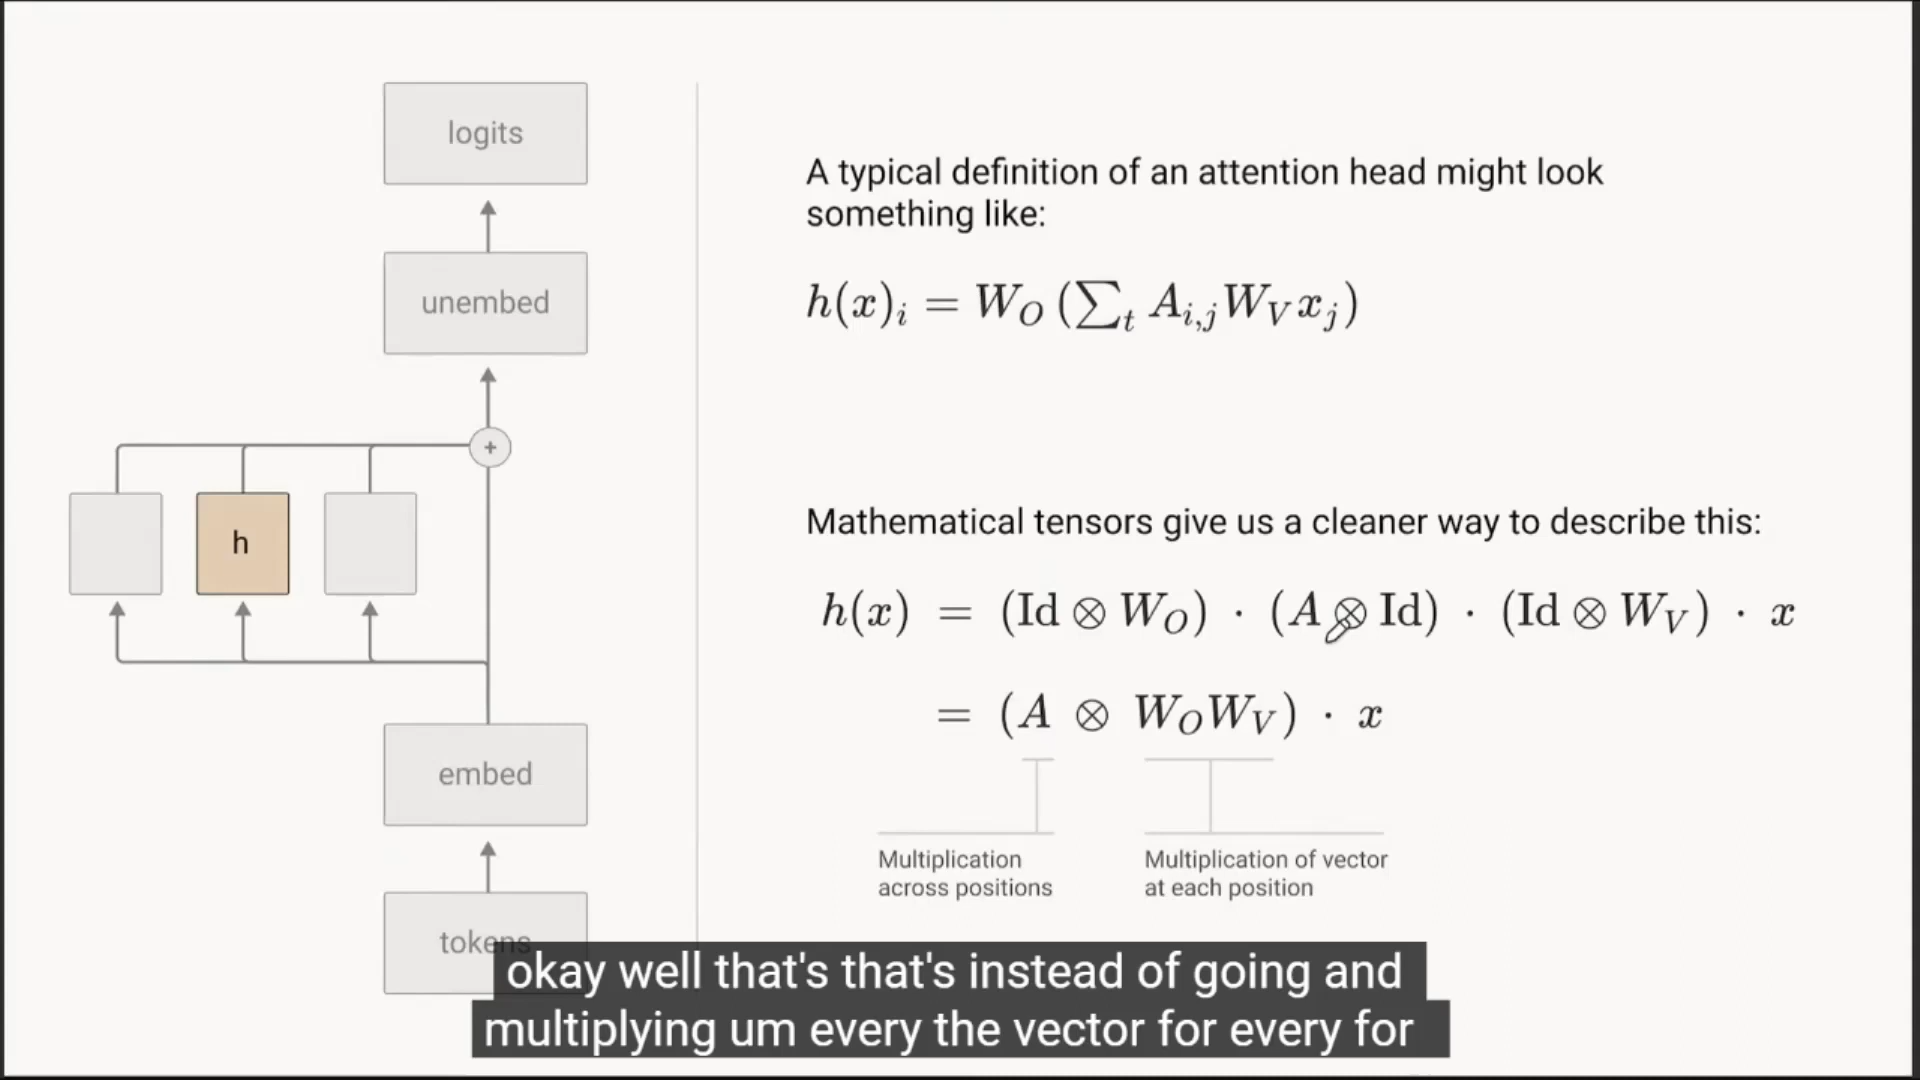 logits
unembed
+
h
embed
tokens
A typical definition of an attention head might look
something like:
h(x)ᵢ = W_O (∑ₜ A_{i,j} W_V x_j)
Mathematical tensors give us a cleaner way to describe this:
h(x) = (Id ⊗ W_O) · (A ⊗ Id) · (Id ⊗ W_V) · x
= (A ⊗ W_O W_V) · x
Multiplication
across positions
Multiplication of vector
at each position
okay well that's that's instead of going and
multiplying um every the vector for every for